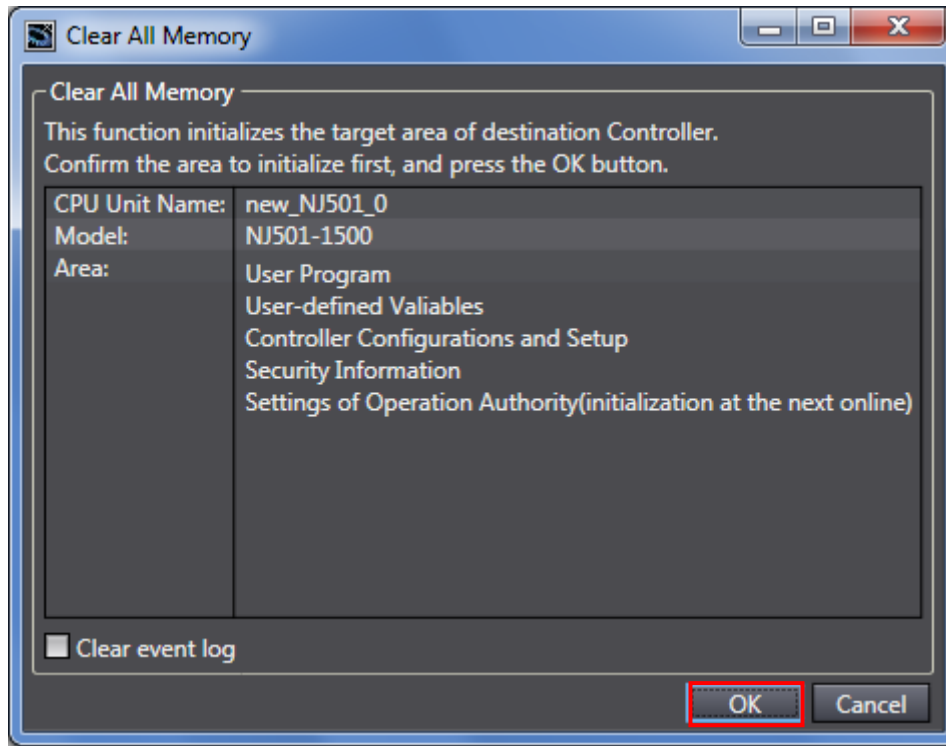 Clear All Memory
Clear All Memory
This function initializes the target area of destination Controller.
Confirm the area to initialize first, and press the OK button.
CPU Unit Name: new_NJ501_0
Model: NJ501-1500
Area: User Program
User-defined Valiables
Controller Configurations and Setup
Security Information
Settings of Operation Authority(initialization at the next online)
Clear event log
OK Cancel